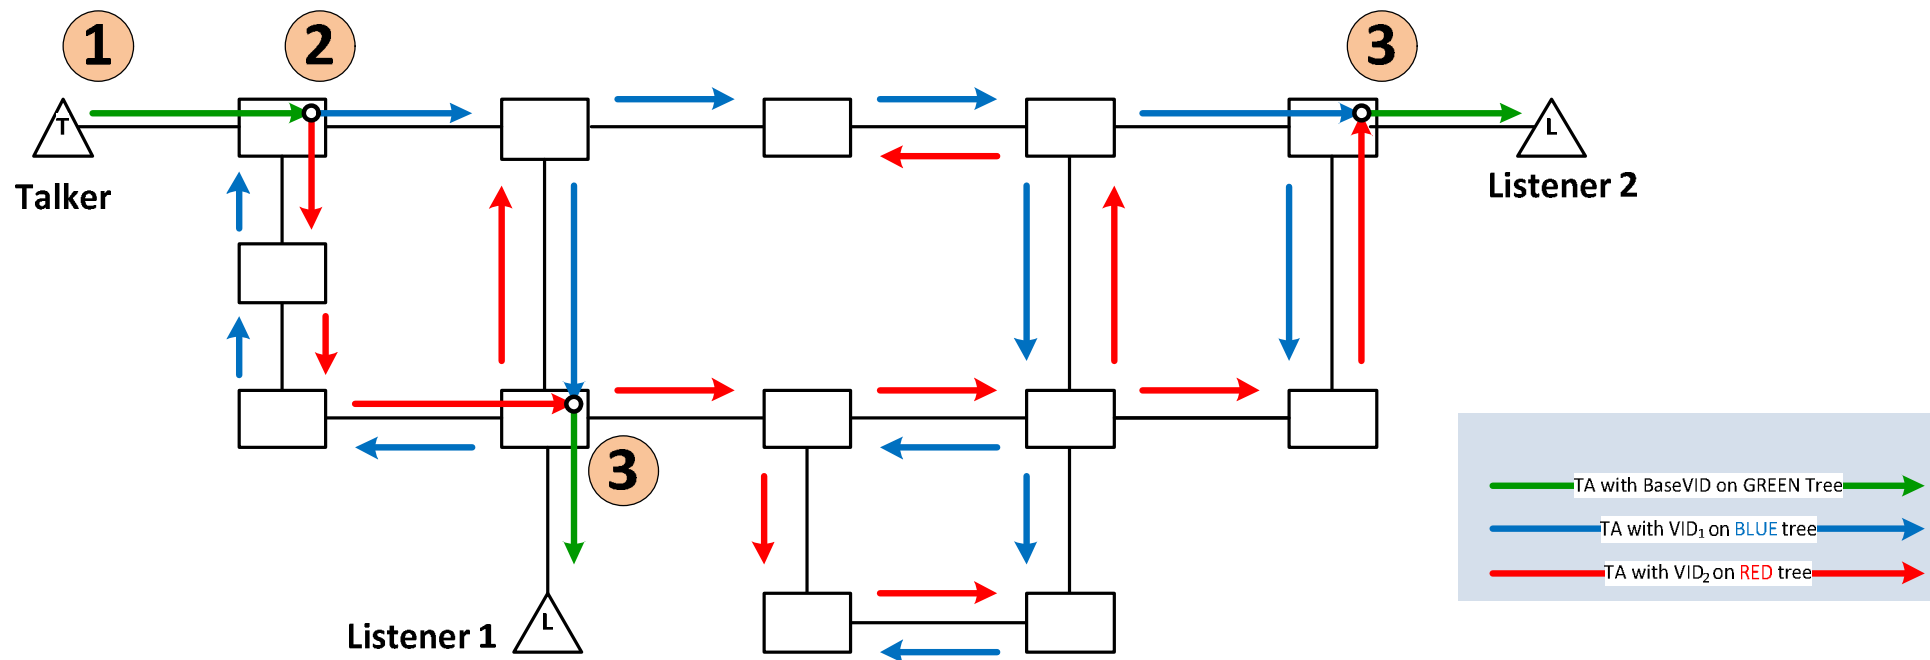 1
2
3
T
L
Talker
Listener 2
3
L
Listener 1
TA with BaseVID on GREEN Tree
TA with VID₁ on BLUE tree
TA with VID₂ on RED tree